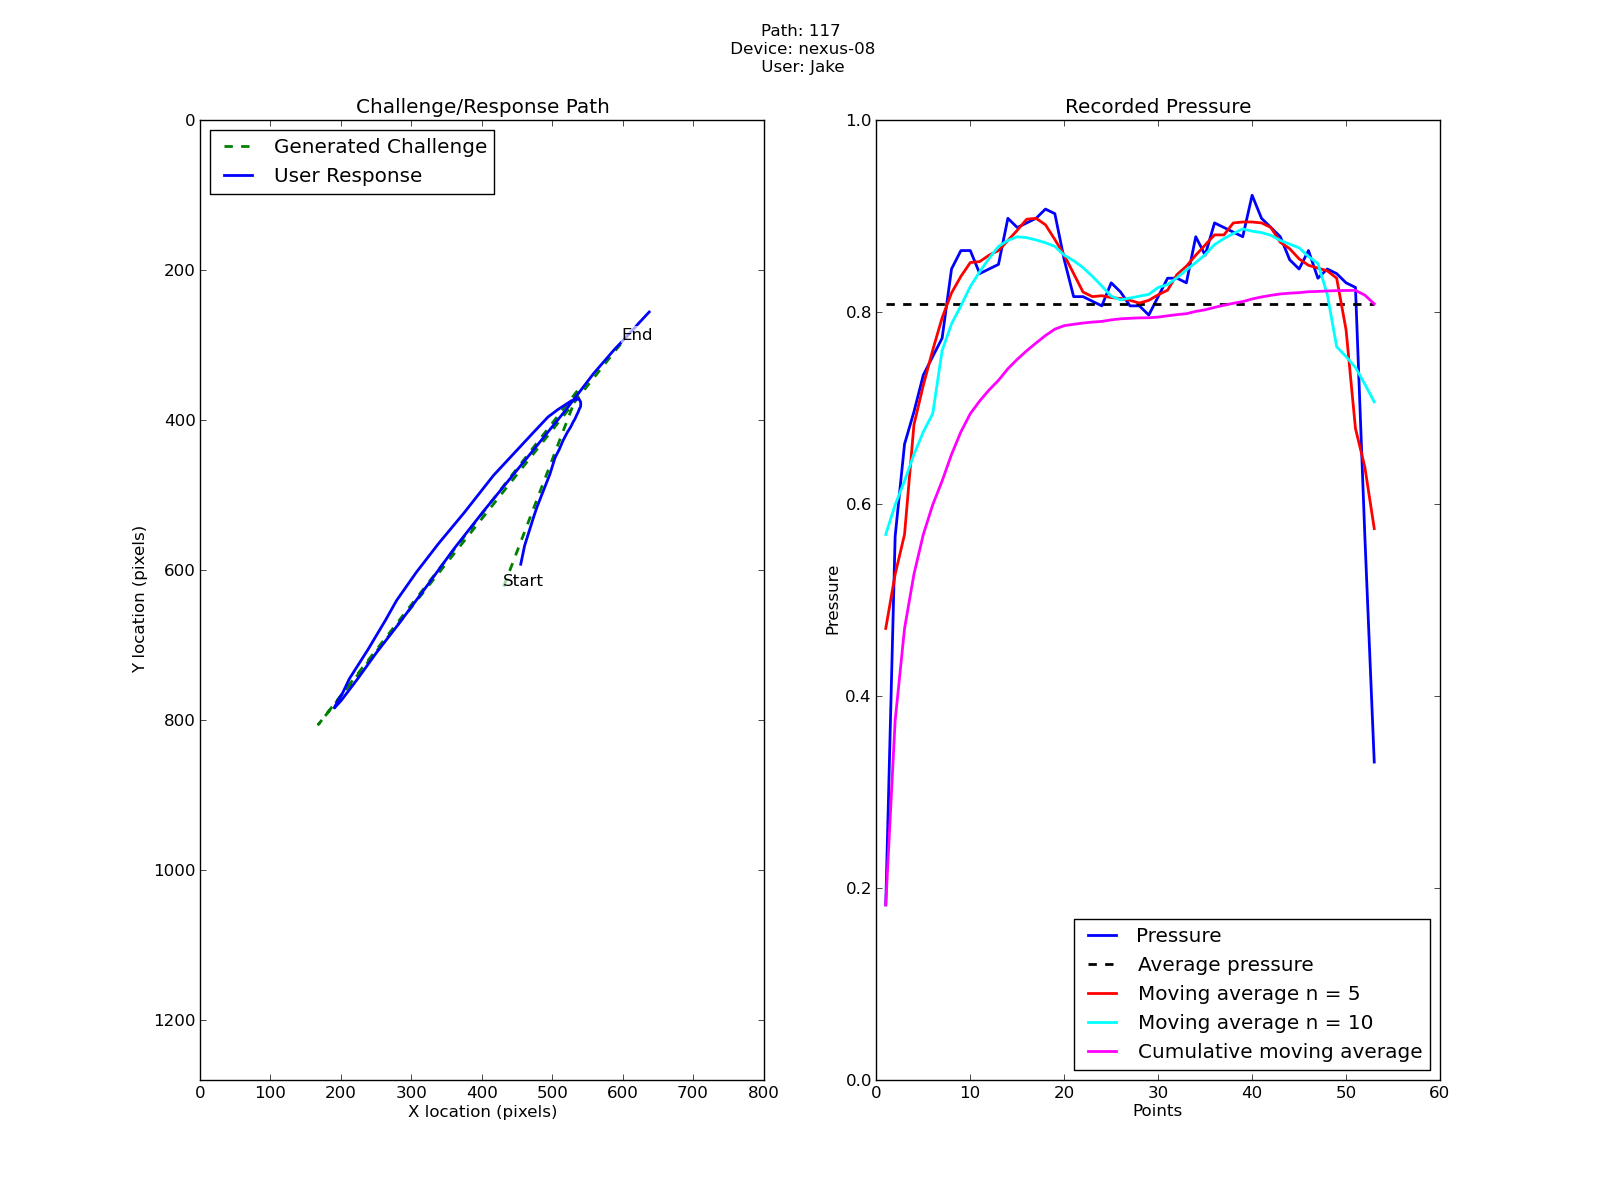 Path: 117
Device: nexus-08
User: Jake
Challenge/Response Path
Generated Challenge
User Response
End
Start
0
200
400
600
800
1000
1200
Y location (pixels)
0 100 200 300 400 500 600 700 800
X location (pixels)
Recorded Pressure
1.0
0.8
0.6
0.4
0.2
0.0
Pressure
Pressure
Average pressure
Moving average n = 5
Moving average n = 10
Cumulative moving average
0 10 20 30 40 50 60
Points